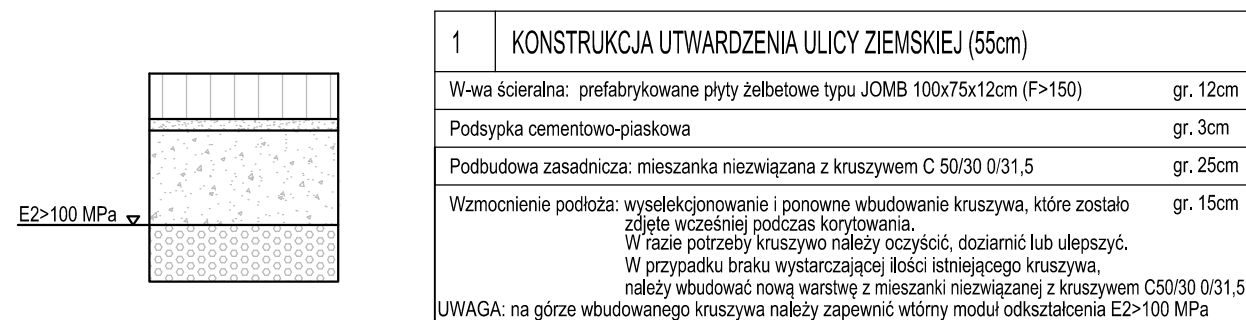 1 KONSTRUKCJA UTWARDZENIA ULICY ZIEMSKIEJ (55cm)
W-wa ścieralna: prefabrykowane płyty żelbetowe typu JOMB 100x75x12cm (F>150) gr. 12cm
Podsypka cementowo-piaskowa gr. 3cm
Podbudowa zasadnicza: mieszanka niezwiązana z kruszywem C 50/30 0/31,5 gr. 25cm
E2>100 MPa
Wzmocnienie podłoża: wyselekcjonowanie i ponowne wbudowanie kruszywa, które zostało gr. 15cm
zdjęte wcześniej podczas korytowania.
W razie potrzeby kruszywo należy oczyścić, doziarnić lub ulepszyć.
W przypadku braku wystarczającej ilości istniejącego kruszywa,
należy wbudować nową warstwę z mieszanki niezwiązanej z kruszywem C50/30 0/31,5
UWAGA: na górze wbudowanego kruszywa należy zapewnić wtórny moduł odkształcenia E2>100 MPa